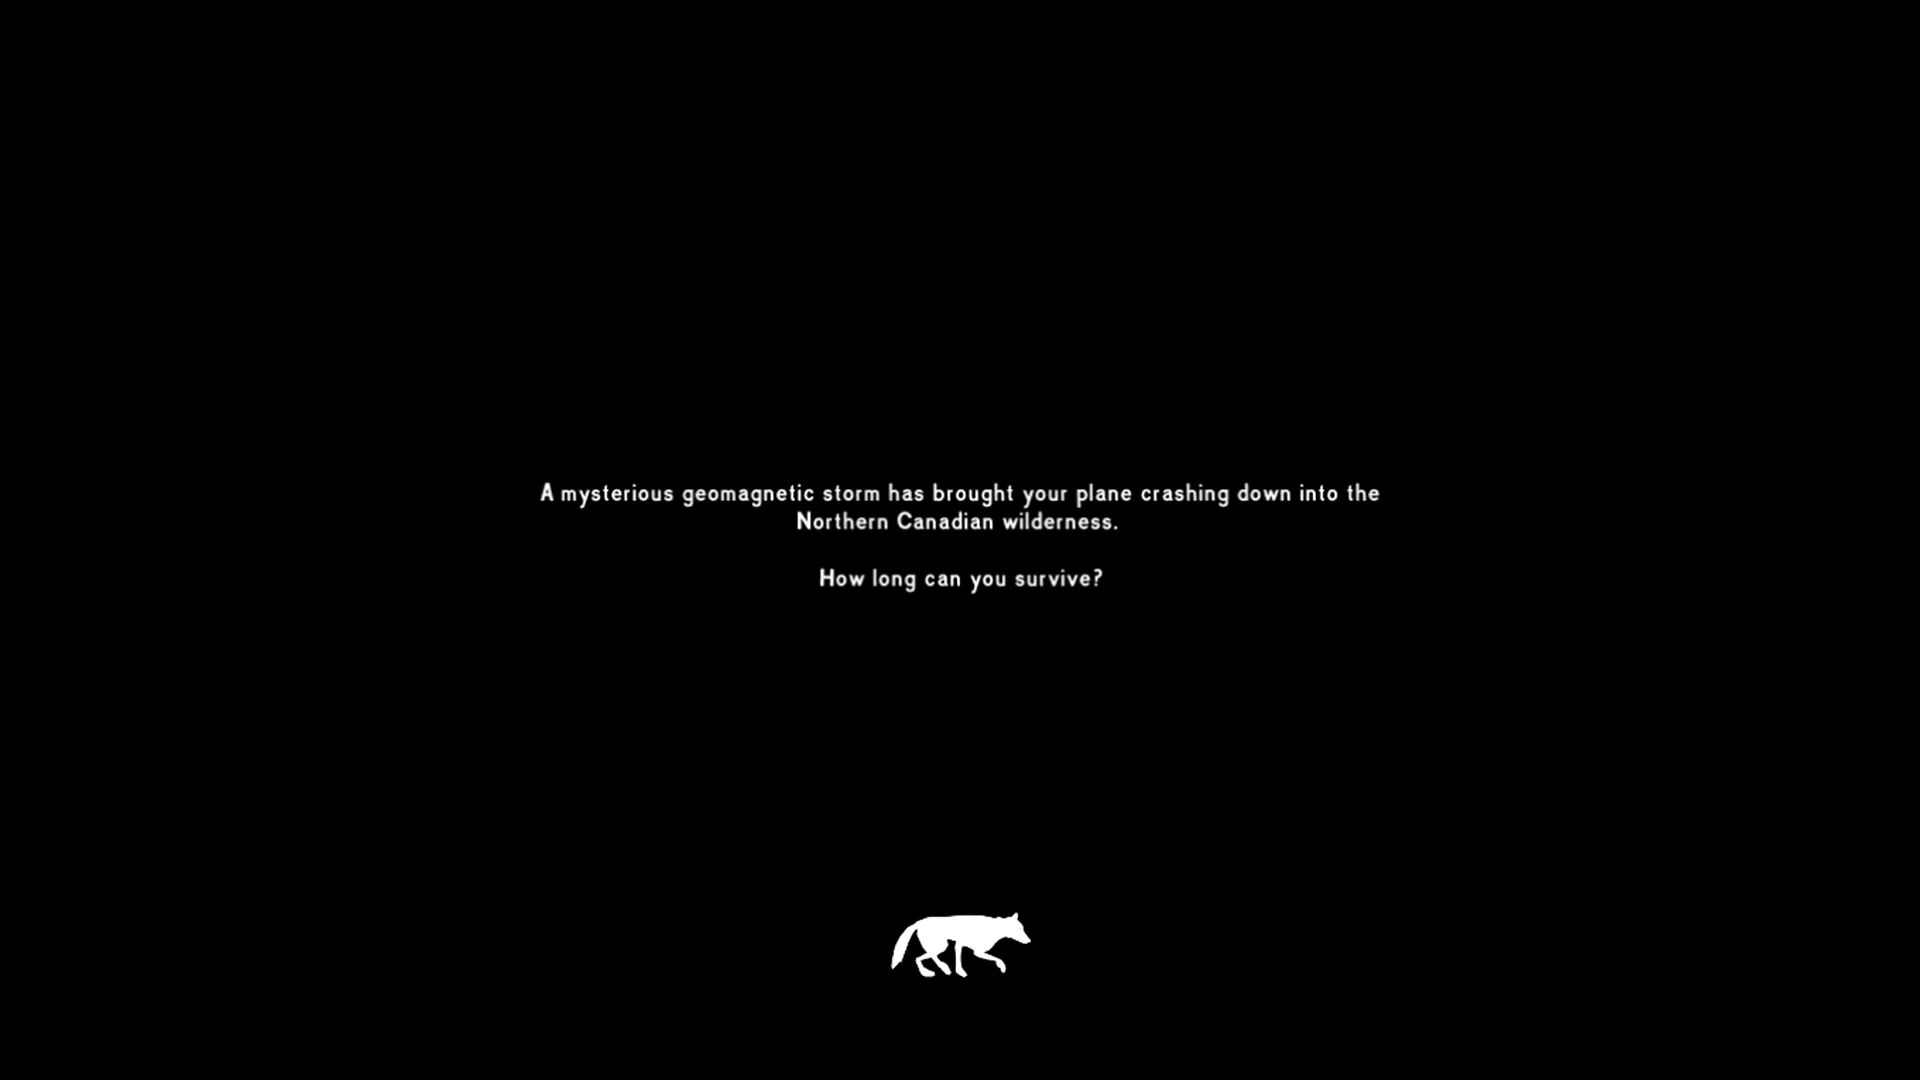 A mysterious geomagnetic storm has brought your plane crashing down into the
Northern Canadian wilderness.
How long can you survive?